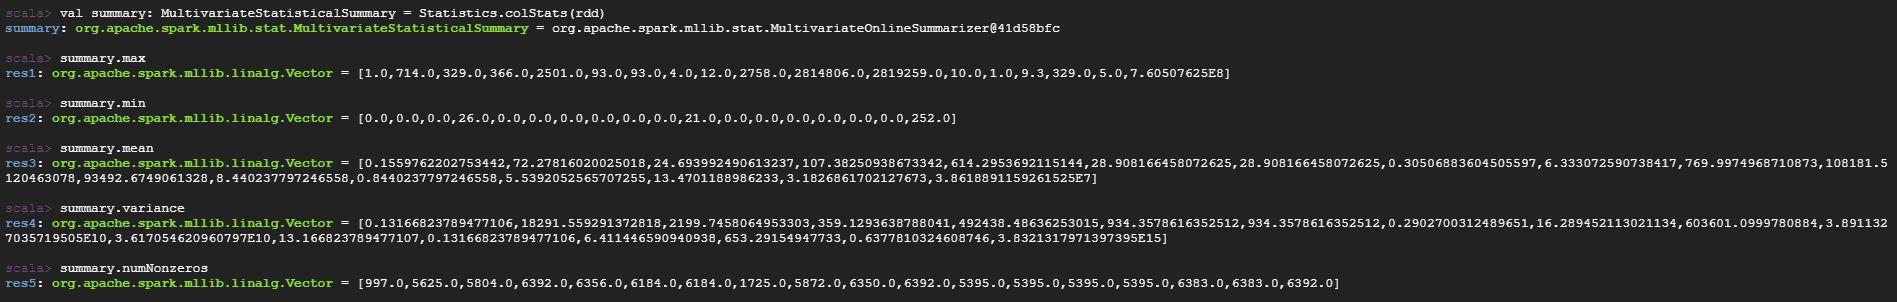 scala> val summary: MultivariateStatisticalSummary = Statistics.colStats(rdd)
summary: org.apache.spark.mllib.stat.MultivariateStatisticalSummary = org.apache.spark.mllib.stat.MultivariateOnlineSummarizer@41d58bfc
scala> summary.max
res1: org.apache.spark.mllib.linalg.Vector = [1.0,714.0,329.0,366.0,2501.0,93.0,93.0,4.0,12.0,2758.0,2814806.0,2819259.0,10.0,1.0,9.3,329.0,5.0,7.60507625E8]
scala> summary.min
res2: org.apache.spark.mllib.linalg.Vector = [0.0,0.0,0.0,26.0,0.0,0.0,0.0,0.0,0.0,0.0,21.0,0.0,0.0,0.0,0.0,0.0,0.0,252.0]
scala> summary.mean
res3: org.apache.spark.mllib.linalg.Vector = [0.1559762202753442,72.27816020025018,24.693992490613237,107.38250938673342,614.2953692115144,28.908166458072625,28.908166458072625,0.30506883604505597,6.333072590738417,769.9974968710873,108181.5
120463078,93492.6749061328,8.440237797246558,0.8440237797246558,5.5392052565707255,13.4701188986233,3.1826861702127673,3.8618891159261525E7]
scala> summary.variance
res4: org.apache.spark.mllib.linalg.Vector = [0.13166823789477106,18291.559291372818,2199.7458064953303,359.1293638788041,492438.48636253015,934.3578616352512,934.3578616352512,0.2902700312489651,16.289452113021134,603601.0999780884,3.891132
7035719505E10,3.617054620960797E10,13.166823789477107,0.13166823789477106,6.411446590940938,653.29154947733,0.6377810324608746,3.8321317971397395E15]
scala> summary.numNonzeros
res5: org.apache.spark.mllib.linalg.Vector = [997.0,5625.0,5804.0,6392.0,6356.0,6184.0,6184.0,1725.0,5872.0,6350.0,6392.0,5395.0,5395.0,5395.0,5395.0,6383.0,6383.0,6392.0]